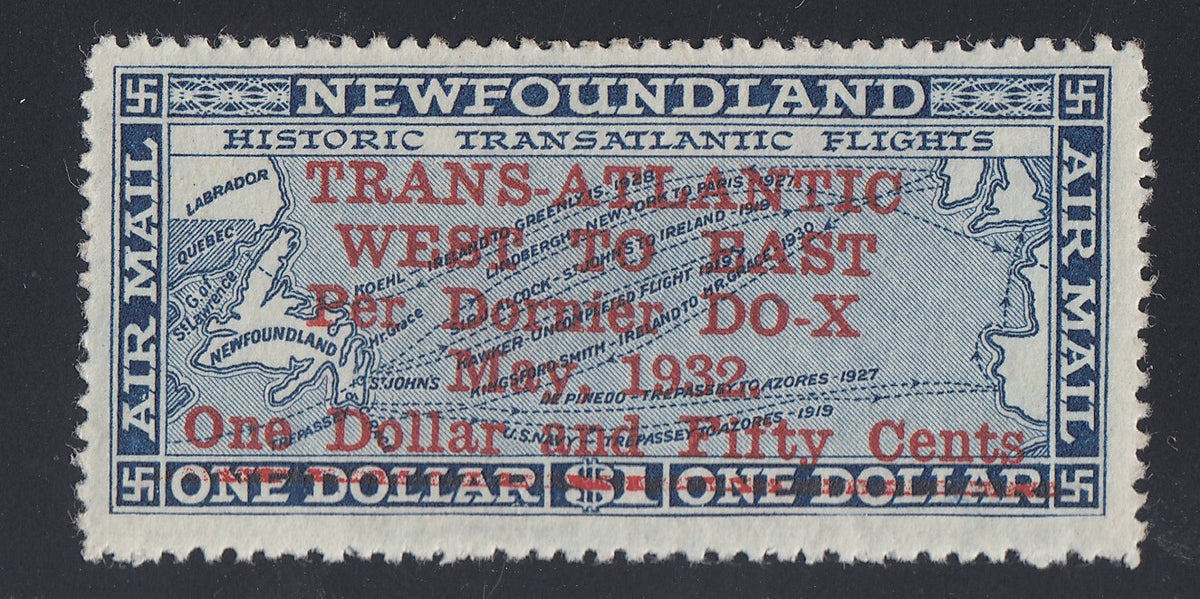 NEWFOUNDLAND
HISTORIC TRANSATLANTIC FLIGHTS
AIR MAIL
AIR MAIL
TRANS-ATLANTIC
WEST TO EAST
Per Dornier DO-X
May, 1932.
One Dollar and Fifty Cents
LABRADOR
QUEBEC
G. of
St Lawrence
NEWFOUNDLAND
Hr. Grace
ST JOHN'S
TREPASSEY
KOEHL - IRELAND TO GREENLY IS. - 1928
LINDBERGH - NEW YORK TO PARIS - 1927
ALCOCK - ST JOHN'S TO IRELAND - 1919
HAWKER - UNCOMPLETED FLIGHT 1919
KINGSFORD-SMITH - IRELAND TO HR. GRACE - 1930
DE PINEDO - TREPASSEY TO AZORES - 1927
U.S. NAVY - TREPASSEY TO AZORES - 1919
ONE DOLLAR $1 ONE DOLLAR